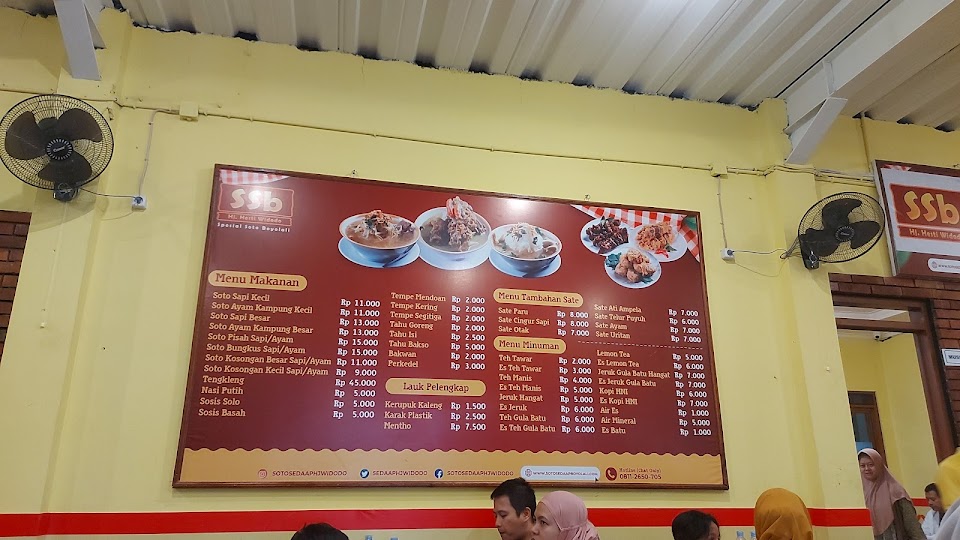 SSb
Hj. Hesti Widodo
Spesial Soto Boyolali
Menu Makanan
Soto Sapi Kecil Rp 11.000
Soto Ayam Kampung Kecil Rp 11.000
Soto Sapi Besar Rp 13.000
Soto Ayam Kampung Besar Rp 13.000
Soto Pisah Sapi/Ayam Rp 15.000
Soto Bungkus Sapi/Ayam Rp 15.000
Soto Kosongan Besar Sapi/Ayam Rp 11.000
Soto Kosongan Kecil Sapi/Ayam Rp 9.000
Tengkleng Rp 45.000
Nasi Putih Rp 5.000
Sosis Solo Rp 5.000
Sosis Basah Rp 5.000
Tempe Mendoan Rp 2.000
Tempe Kering Rp 2.000
Tempe Segitiga Rp 2.500
Tahu Goreng Rp 2.000
Tahu Isi Rp 2.500
Tahu Bakso Rp 5.000
Bakwan Rp 2.000
Perkedel Rp 3.000
Lauk Pelengkap
Kerupuk Kaleng Rp 1.500
Karak Plastik Rp 2.500
Mentho Rp 7.500
Menu Tambahan Sate
Sate Paru Rp 8.000
Sate Cingur Sapi Rp 8.000
Sate Otak Rp 7.000
Sate Ati Ampela Rp 7.000
Sate Telur Puyuh Rp 6.000
Sate Ayam Rp 7.000
Sate Uritan Rp 7.000
Menu Minuman
Teh Tawar Rp 2.000
Es Teh Tawar Rp 3.000
Teh Manis Rp 4.000
Es Teh Manis Rp 5.000
Jeruk Hangat Rp 5.000
Es Jeruk Rp 6.000
Teh Gula Batu Rp 6.000
Es Teh Gula Batu Rp 6.000
Lemon Tea Rp 5.000
Es Lemon Tea Rp 6.000
Jeruk Gula Batu Hangat Rp 7.000
Es Jeruk Gula Batu Rp 7.000
Kopi HNI Rp 6.000
Es Kopi HNI Rp 7.000
Air Es Rp 1.000
Air Mineral Rp 5.000
Es Batu Rp 1.000
SOTOSEDAAPHJWIDODO
SEDAAPHJWIDODO
SOTOSEDAAPHJWIDODO
WWW.SOTOSEDAAPBOYOLALI.COM
0811-2650-705
SSb
Hj. Hesti Widodo